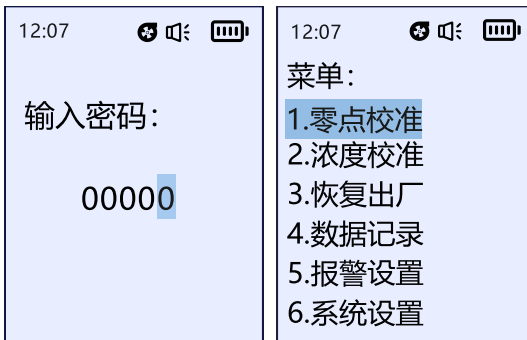 12:07
输入密码：
000000
12:07
菜单：
1.零点校准
2.浓度校准
3.恢复出厂
4.数据记录
5.报警设置
6.系统设置